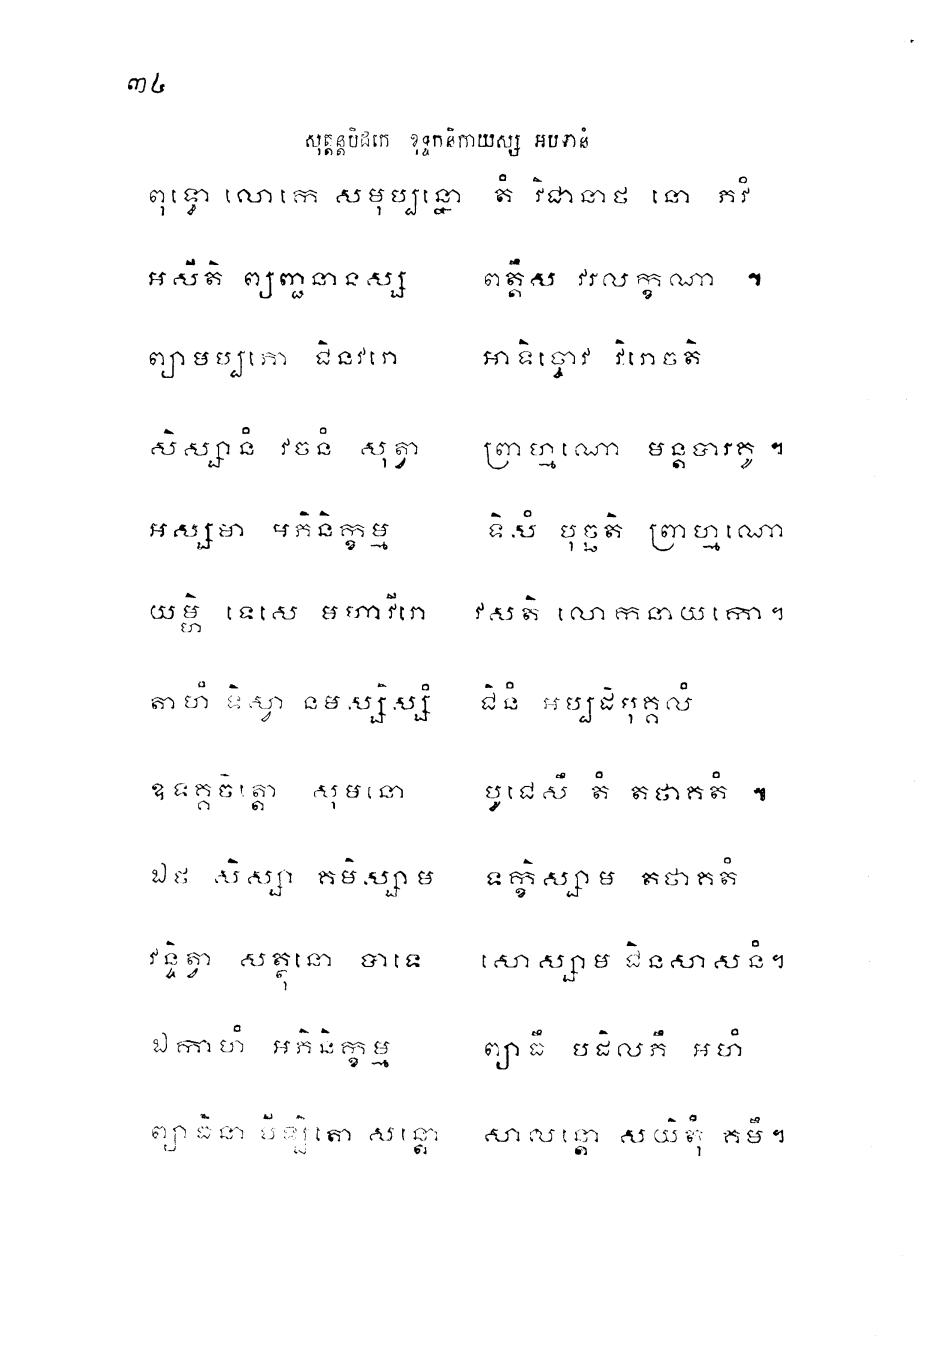 ៣៤
សុត្តន្តបិដកេ ខុទ្ទកនិកាយស្ស អបទានំ
ពុទ្ធោ លោកេ សមុប្បន្នោ តំ វិជានាថ នោ ភវំ
អសីតិ ព្យញ្ជនានស្ស ពត្តឹស វរលក្ខណា ។
ព្យាមប្បភោ ជិនវរោ អាទិច្ចោវ វិរោចតិ
សិស្សានំ វចនំ សុត្វា ព្រាហ្មណោ មន្តបារគូ ។
អស្សមា អភិនិក្ខម្ម ទិសំ បុច្ឆតិ ព្រាហ្មណោ
យម្ហិ ទេសេ មហាវីរោ វសតិ លោកនាយកោ។
តាហំ ទិស្វា នមស្សិស្សំ ជិនំ អប្បដិបុគ្គលំ
ឧទគ្គចិត្តោ សុមនោ បូជេសឹ តំ តថាគតំ ។
ឯថ សិស្សា គមិស្សាម ទក្ខិស្សាម តថាគតំ
វន្ទិត្វា សត្ថុនោ បាទេ សោស្សាម ជិនសាសនំ។
ឯកាហំ អភិនិក្ខម្ម ព្យាធឹ បដិលភឹ អហំ
ព្យាធិនា បីឡិតោ សន្តោ សាលន្តោ សយិតុំ គមឹ។